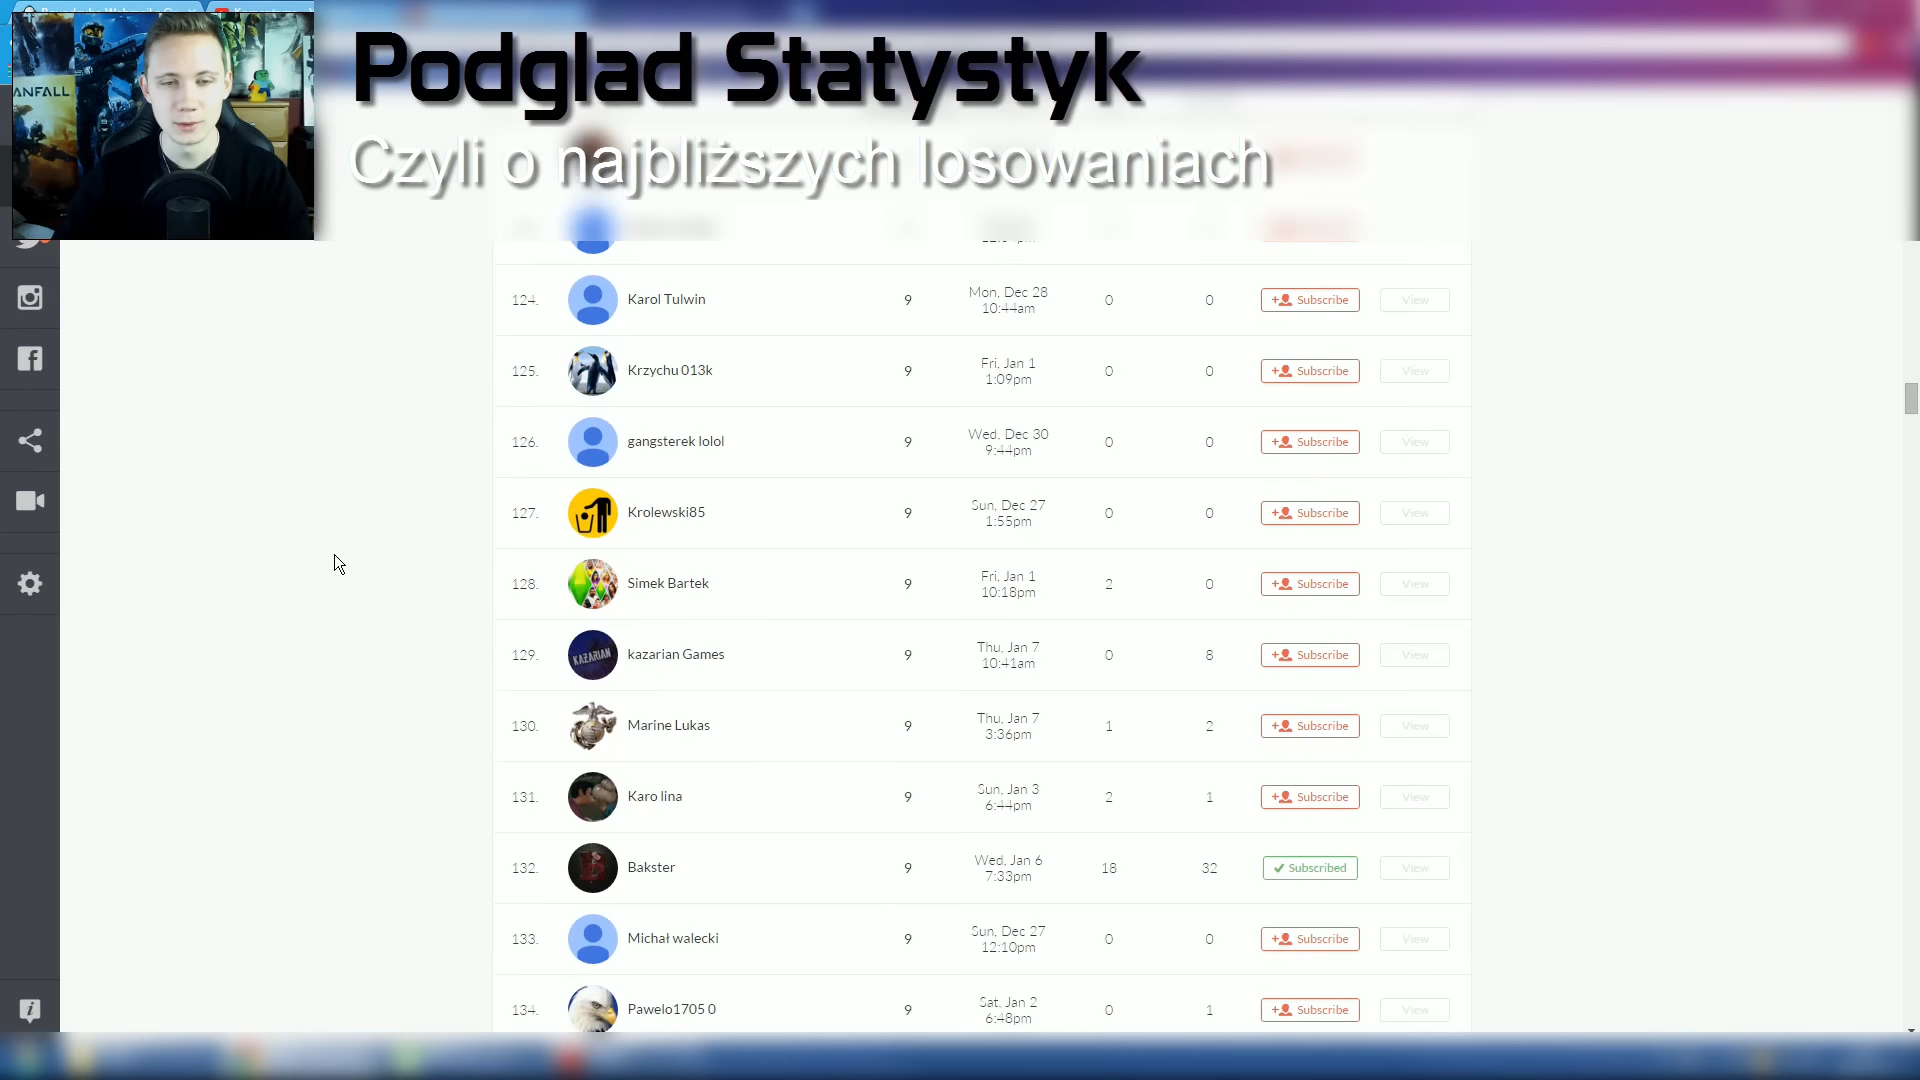 Podglad Statystyk
Czyli o najbliższych losowaniach
ANFALL
124. Karol Tulwin 9 Mon, Dec 28 10:44am 0 0 Subscribe View
125. Krzychu 013k 9 Fri, Jan 1 1:09pm 0 0 Subscribe View
126. gangsterek lolol 9 Wed, Dec 30 9:44pm 0 0 Subscribe View
127. Krolewski85 9 Sun, Dec 27 1:55pm 0 0 Subscribe View
128. Simek Bartek 9 Fri, Jan 1 10:18pm 2 0 Subscribe View
129. KAZARIAN kazarian Games 9 Thu, Jan 7 10:41am 0 8 Subscribe View
130. Marine Lukas 9 Thu, Jan 7 3:36pm 1 2 Subscribe View
131. Karo lina 9 Sun, Jan 3 6:44pm 2 1 Subscribe View
132. Bakster 9 Wed, Jan 6 7:33pm 18 32 Subscribed View
133. Michał walecki 9 Sun, Dec 27 12:10pm 0 0 Subscribe View
134. Pawelo1705 0 9 Sat, Jan 2 6:48pm 0 1 Subscribe View